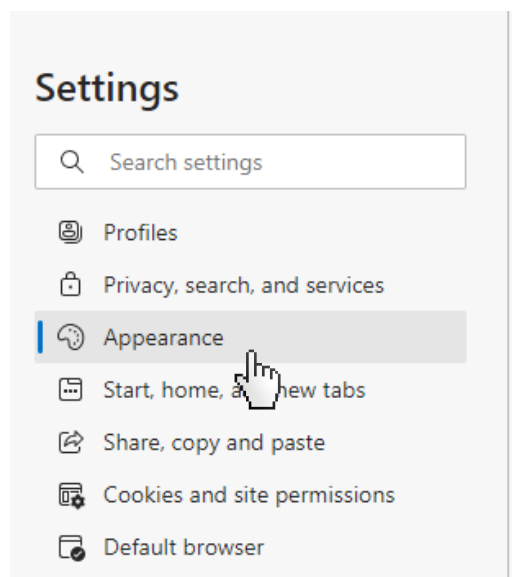 Settings
Search settings
Profiles
Privacy, search, and services
Appearance
Start, home, new tabs
Share, copy and paste
Cookies and site permissions
Default browser